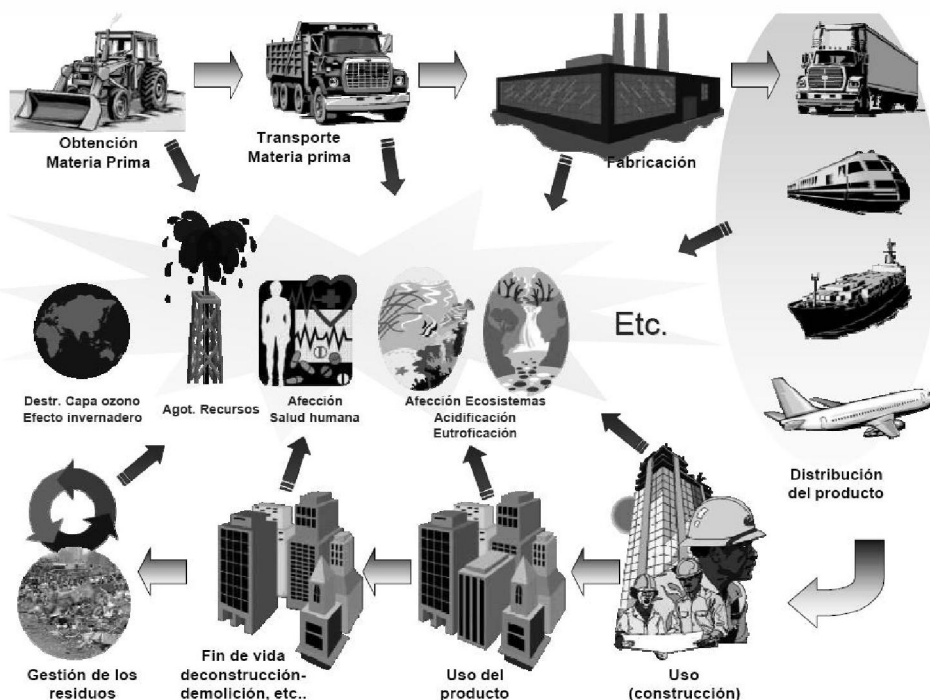 Obtención
Materia Prima
Transporte
Materia prima
Fabricación
Etc.
Destr. Capa ozono
Efecto invernadero
Agot. Recursos
Afección
Salud humana
Afección Ecosistemas
Acidificación
Eutroficación
Distribución
del producto
Gestión de los
residuos
Fin de vida
deconstrucción-
demolición, etc..
Uso del
producto
Uso
(construcción)